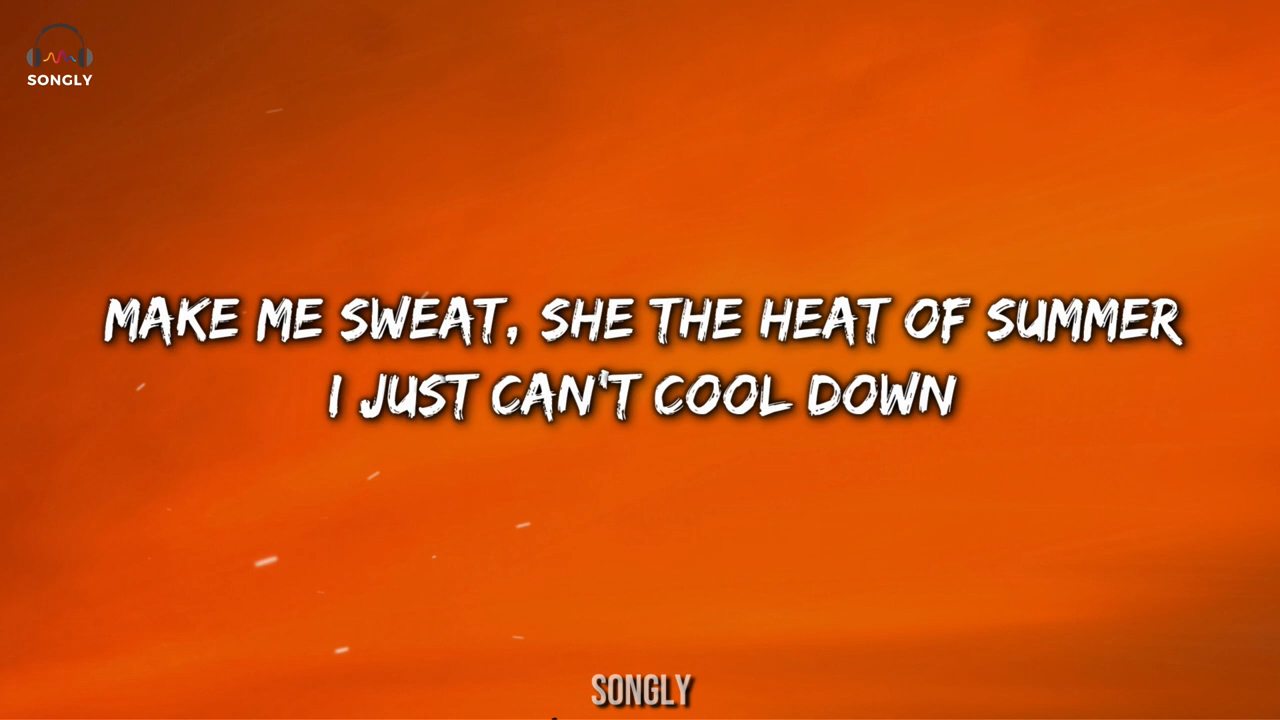 SONGLY
MAKE ME SWEAT, SHE THE HEAT OF SUMMER
I JUST CAN'T COOL DOWN
SONGLY